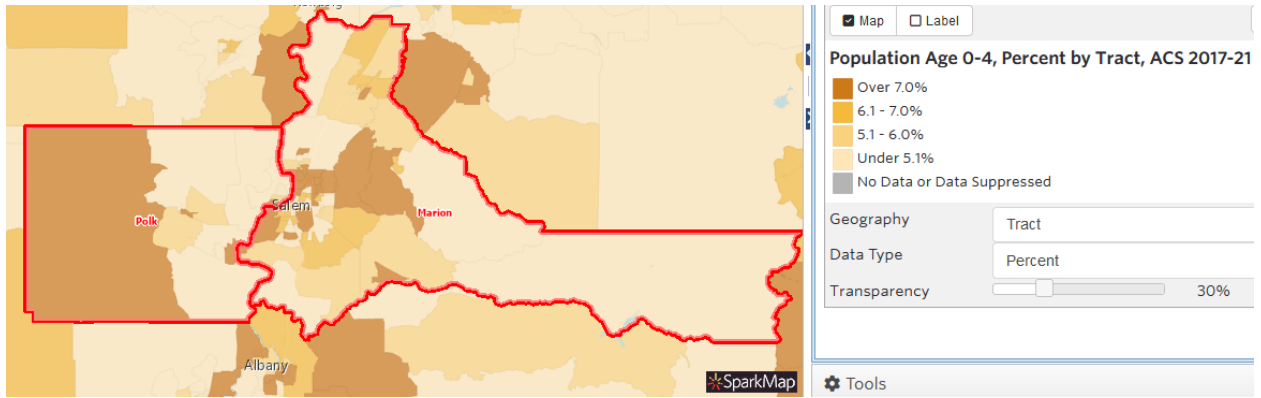 Map
Label
Population Age 0-4, Percent by Tract, ACS 2017-21
Over 7.0%
6.1 - 7.0%
5.1 - 6.0%
Under 5.1%
No Data or Data Suppressed
Geography
Tract
Data Type
Percent
Transparency
30%
Tools
Salem
Polk
Marion
Albany
SparkMap